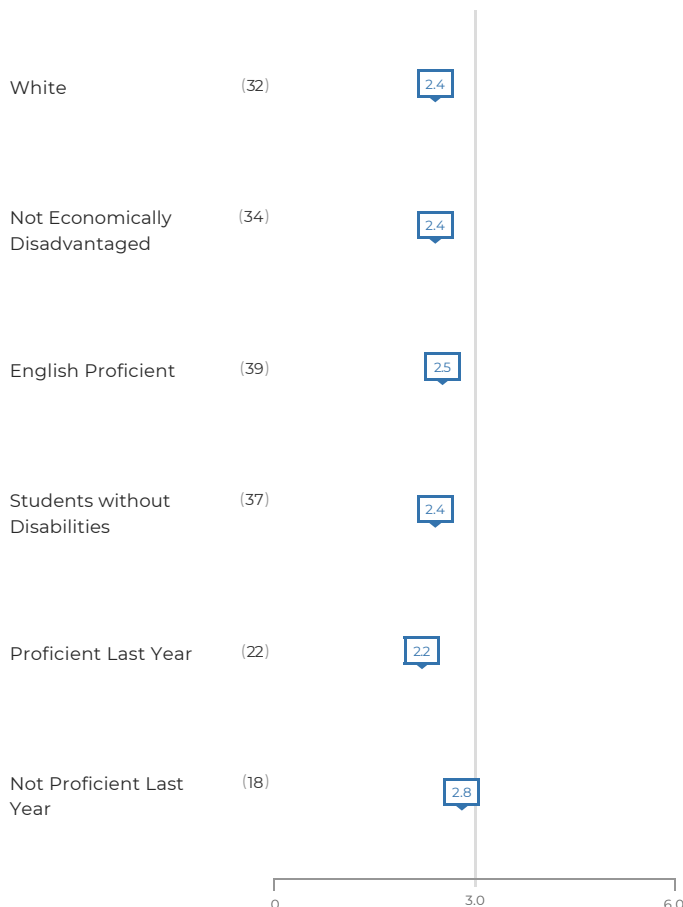 White (32) 2.4
Not Economically (34) 2.4
Disadvantaged
English Proficient (39) 2.5
Students without (37) 2.4
Disabilities
Proficient Last Year (22) 2.2
Not Proficient Last (18) 2.8
Year
0 3.0 6.0